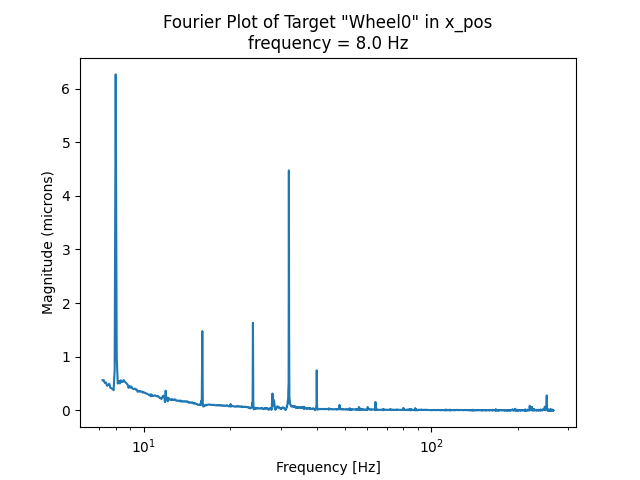 Fourier Plot of Target "Wheel0" in x_pos
frequency = 8.0 Hz
6
5
4
3
2
1
0
Magnitude (microns)
10^1
10^2
Frequency [Hz]